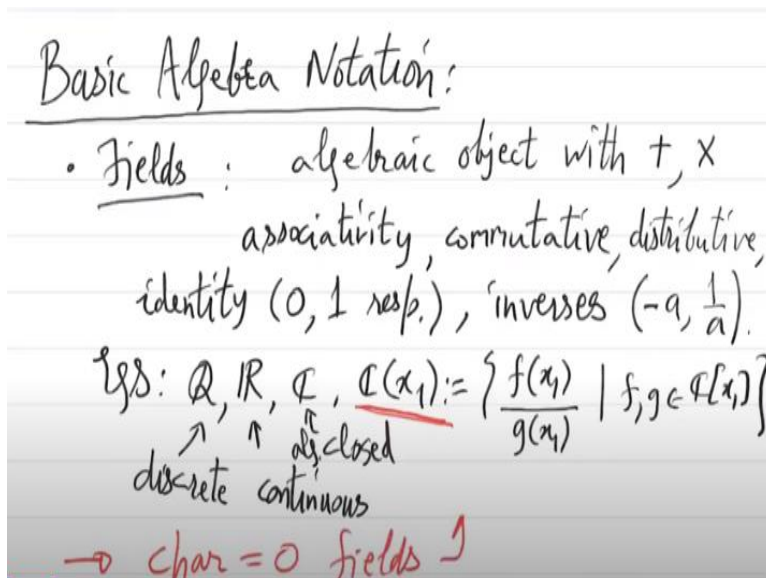 Basic Algebra Notation:
• Fields : algebraic object with +, x
associativity, commutative, distributive,
identity (0, 1 resp.), inverses (-a, 1/a).
Egs: ℚ, ℝ, ℂ, ℂ(x₁) := { f(x₁)/g(x₁) | f, g ∈ ℂ[x₁] }
↗ ↑ ↑
alg. closed
discrete continuous
→ char = 0 fields